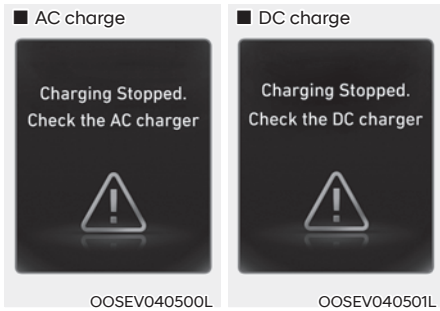 ■ AC charge
Charging Stopped.
Check the AC charger
OOSEV040500L
■ DC charge
Charging Stopped.
Check the DC charger
OOSEV040501L